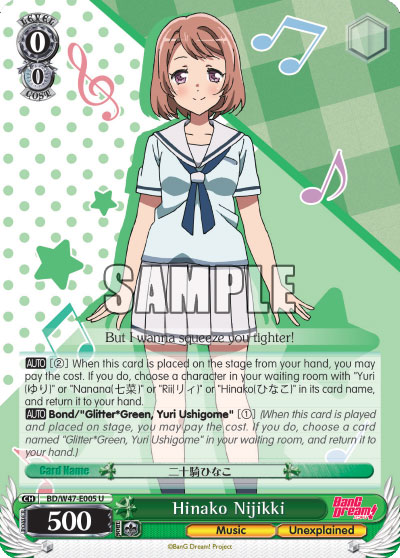 LEVEL
0
0
COST
SAMPLE
But I wanna squeeze you tighter!
AUTO [②] When this card is placed on the stage from your hand, you may
pay the cost. If you do, choose a character in your waiting room with "Yuri
(ゆり)" or "Nanana(七菜)" or "Rii(リィ)" or "Hinako(ひなこ)" in its card name,
and return it to your hand.
AUTO Bond/"Glitter*Green, Yuri Ushigome" [①] (When this card is played
and placed on stage, you may pay the cost. If you do, choose a card
named "Glitter*Green, Yuri Ushigome" in your waiting room, and return it to
your hand.)
Card Name 二十騎ひなこ
CH BD/W47-E005 U
500
Hinako Nijikki
BanG Dream!
Music
Unexplained
©BanG Dream! Project